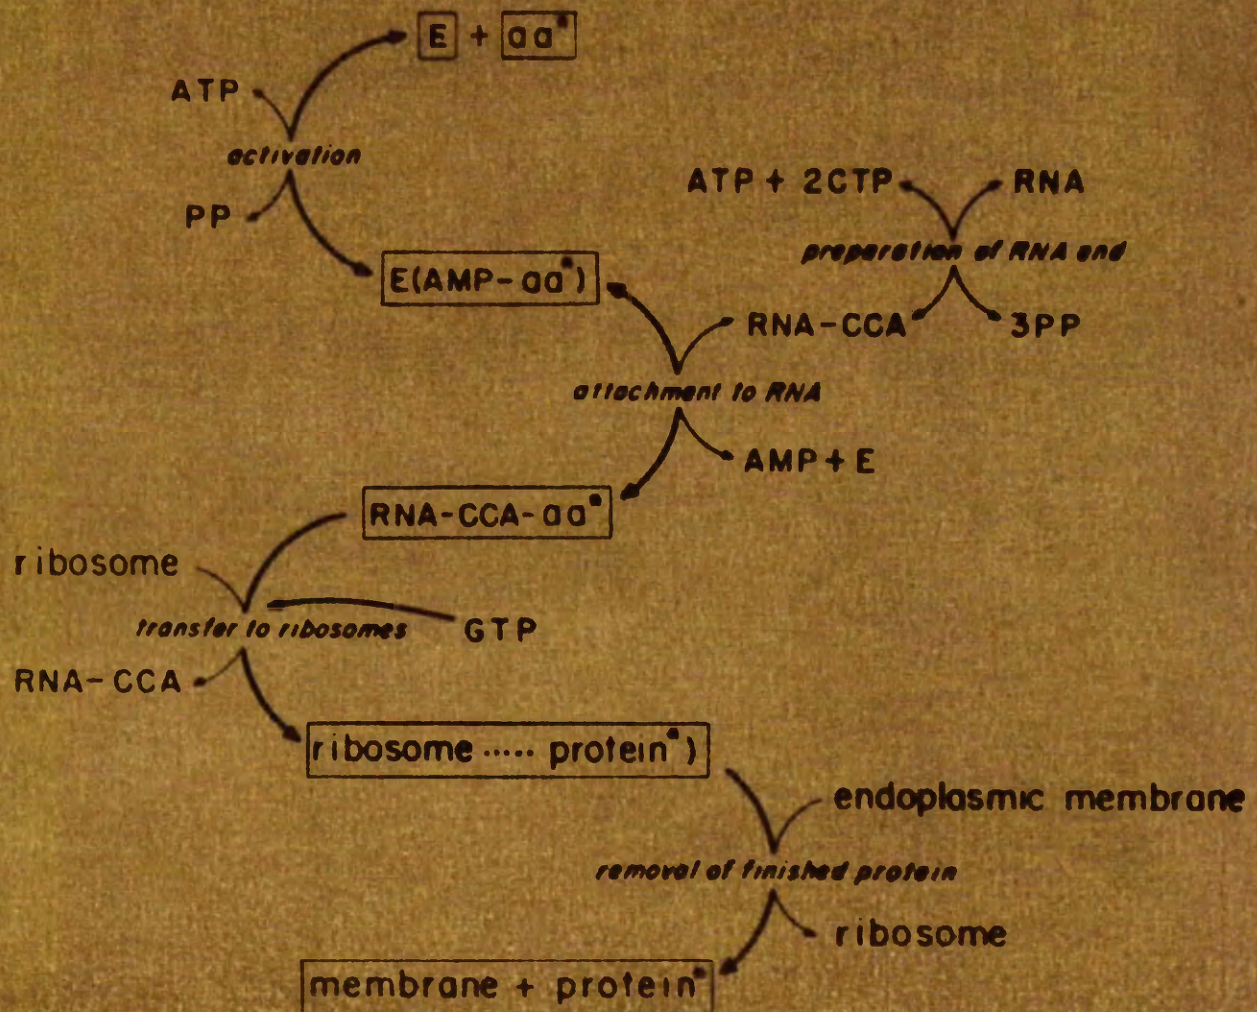 E + aa*
ATP
activation
PP
ATP + 2CTP
RNA
preparation of RNA end
E(AMP-aa*)
RNA-CCA
3PP
attachment to RNA
AMP + E
RNA-CCA-aa*
ribosome
transfer to ribosomes
GTP
RNA-CCA
ribosome ..... protein*)
endoplasmic membrane
removal of finished protein
ribosome
membrane + protein*